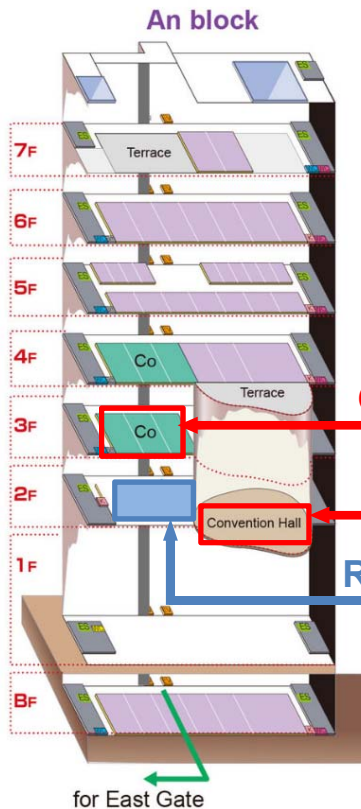 An block
7F
Terrace
6F
5F
4F
Co
Terrace
3F
Co
2F
Convention Hall
1F
R
BF
for East Gate